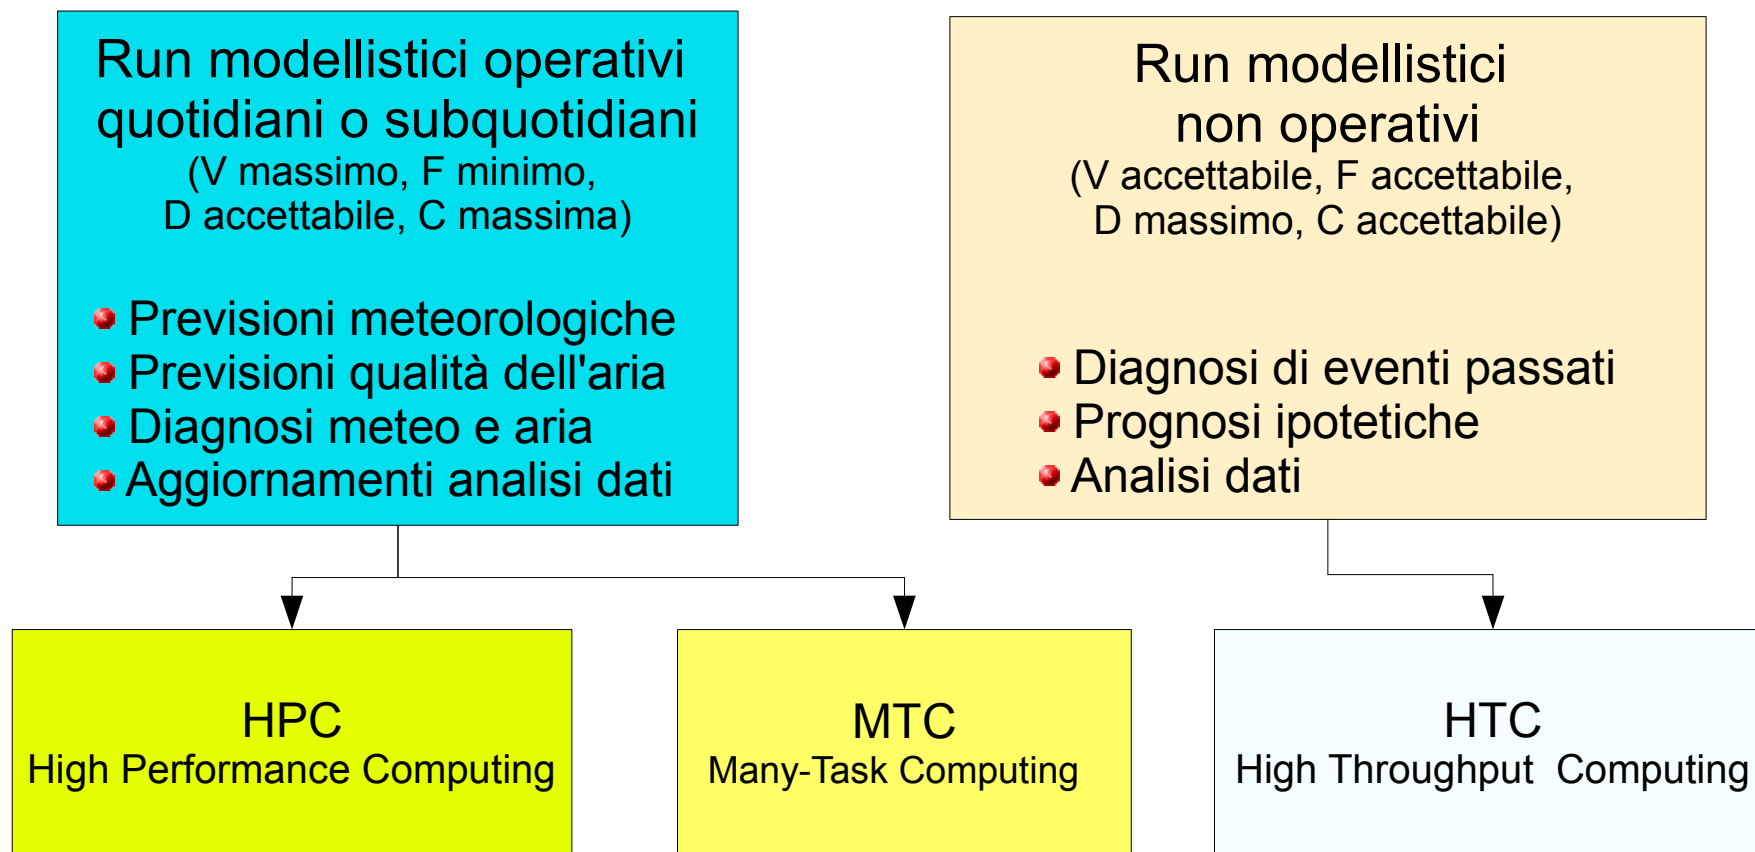 Run modellistici operativi
quotidiani o subquotidiani
(V massimo, F minimo,
D accettabile, C massima)
Previsioni meteorologiche
Previsioni qualità dell'aria
Diagnosi meteo e aria
Aggiornamenti analisi dati
Run modellistici
non operativi
(V accettabile, F accettabile,
D massimo, C accettabile)
Diagnosi di eventi passati
Prognosi ipotetiche
Analisi dati
HPC
High Performance Computing
MTC
Many-Task Computing
HTC
High Throughput Computing